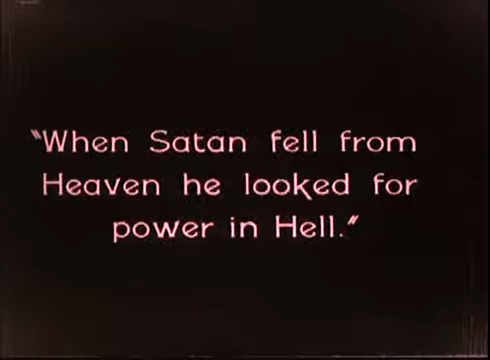 "When Satan fell from
Heaven he looked for
power in Hell."